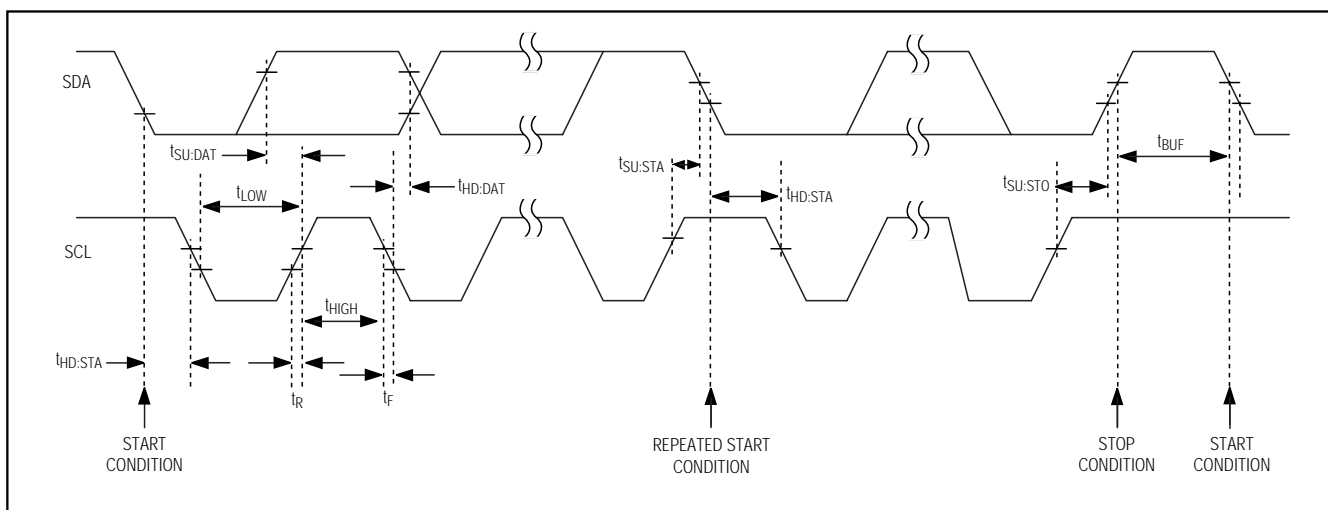 SDA
tSU:DAT
tHD:DAT
tSU:STA
tBUF
tLOW
tHD:STA
tSU:STO
SCL
tHIGH
tHD:STA
tR
tF
START
CONDITION
REPEATED START
CONDITION
STOP
CONDITION
START
CONDITION